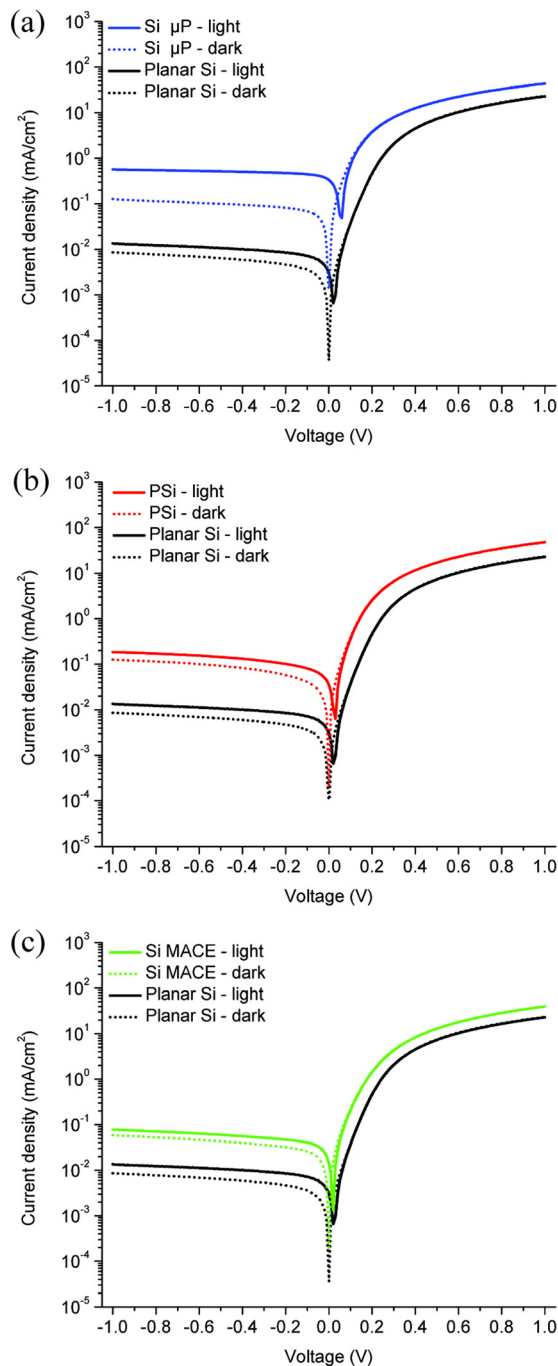 (a)
Si µP - light
Si µP - dark
Planar Si - light
Planar Si - dark
10³
10²
10¹
10⁰
10⁻¹
10⁻²
10⁻³
10⁻⁴
10⁻⁵
Current density (mA/cm²)
-1.0 -0.8 -0.6 -0.4 -0.2 0.0 0.2 0.4 0.6 0.8 1.0
Voltage (V)
(b)
PSi - light
PSi - dark
Planar Si - light
Planar Si - dark
10³
10²
10¹
10⁰
10⁻¹
10⁻²
10⁻³
10⁻⁴
10⁻⁵
Current density (mA/cm²)
-1.0 -0.8 -0.6 -0.4 -0.2 0.0 0.2 0.4 0.6 0.8 1.0
Voltage (V)
(c)
Si MACE - light
Si MACE - dark
Planar Si - light
Planar Si - dark
10³
10²
10¹
10⁰
10⁻¹
10⁻²
10⁻³
10⁻⁴
10⁻⁵
Current density (mA/cm²)
-1.0 -0.8 -0.6 -0.4 -0.2 0.0 0.2 0.4 0.6 0.8 1.0
Voltage (V)